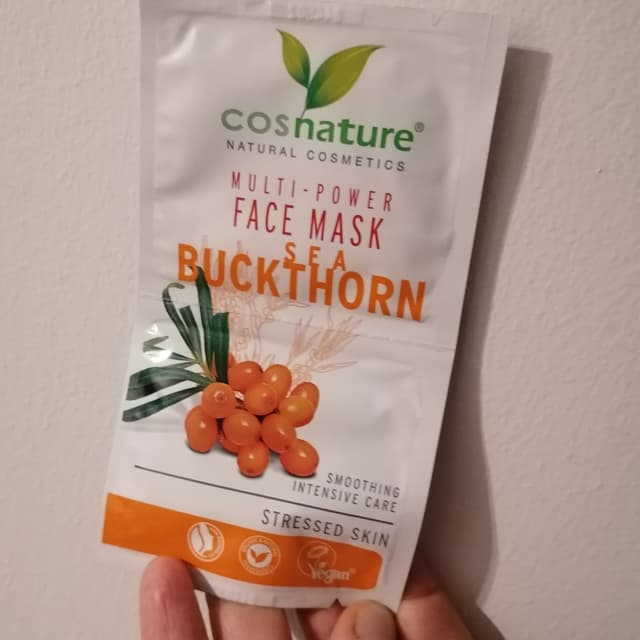 cosnature®
NATURAL COSMETICS
MULTI-POWER
FACE MASK
SEA
BUCKTHORN
SMOOTHING
INTENSIVE CARE
STRESSED SKIN
Vegan